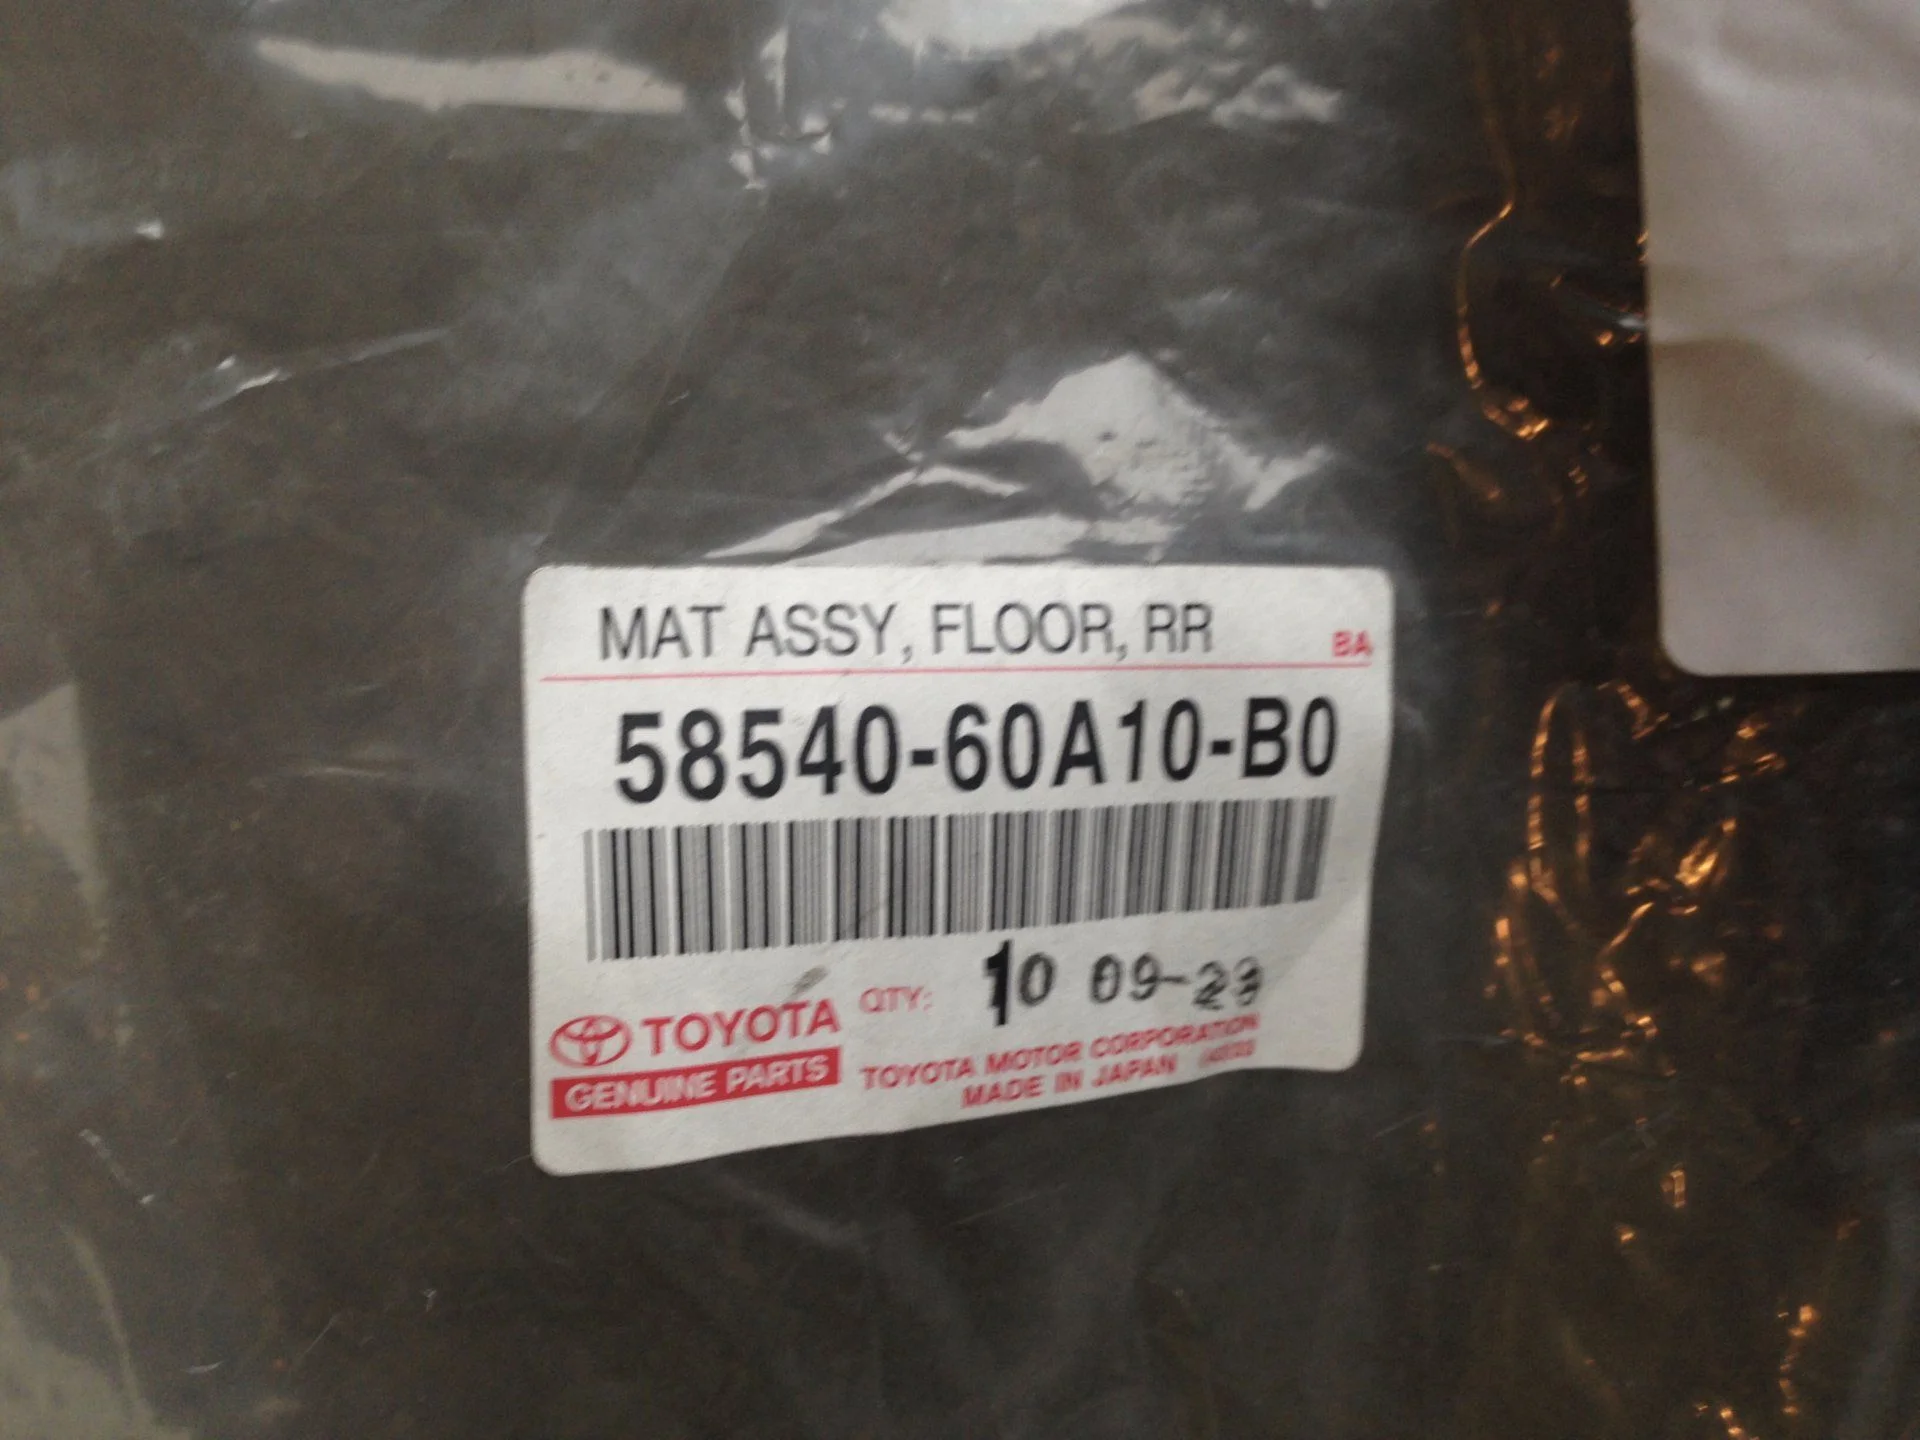 MAT ASSY, FLOOR, RR
BA
58540-60A10-B0
QTY: 10 09-23
TOYOTA
GENUINE PARTS
TOYOTA MOTOR CORPORATION
MADE IN JAPAN